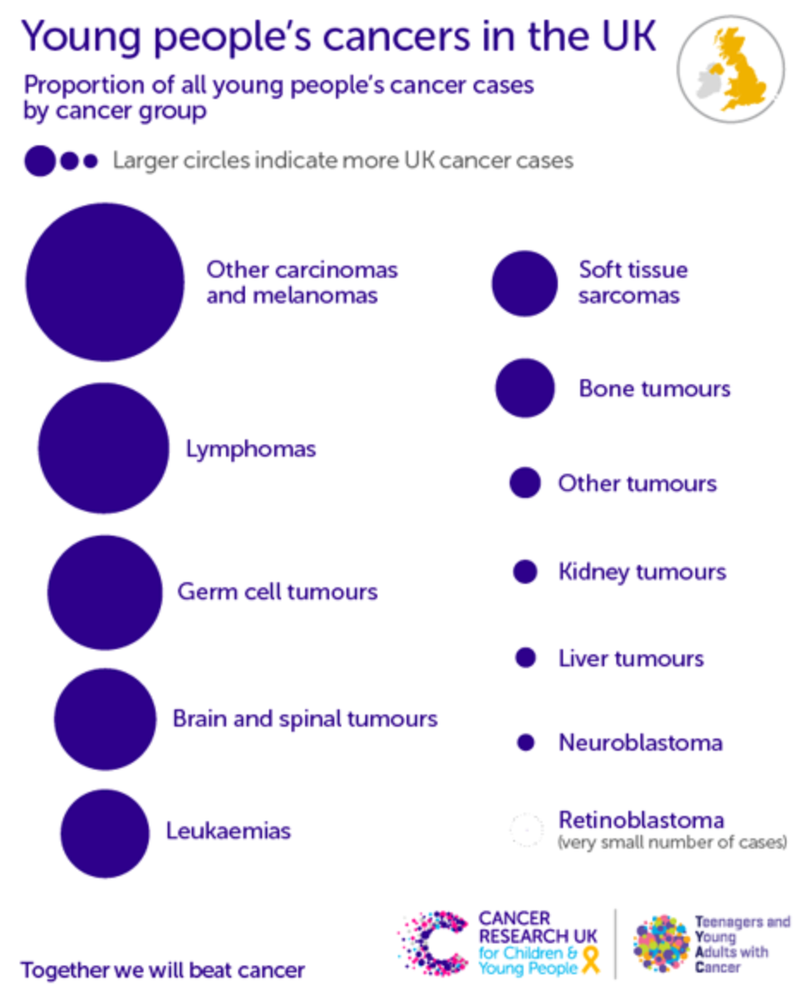 Young people's cancers in the UK
Proportion of all young people's cancer cases
by cancer group
Larger circles indicate more UK cancer cases
Other carcinomas
and melanomas
Lymphomas
Germ cell tumours
Brain and spinal tumours
Leukaemias
Soft tissue
sarcomas
Bone tumours
Other tumours
Kidney tumours
Liver tumours
Neuroblastoma
Retinoblastoma
(very small number of cases)
Together we will beat cancer
CANCER
RESEARCH UK
for Children &
Young People
Teenagers and
Young
Adults with
Cancer